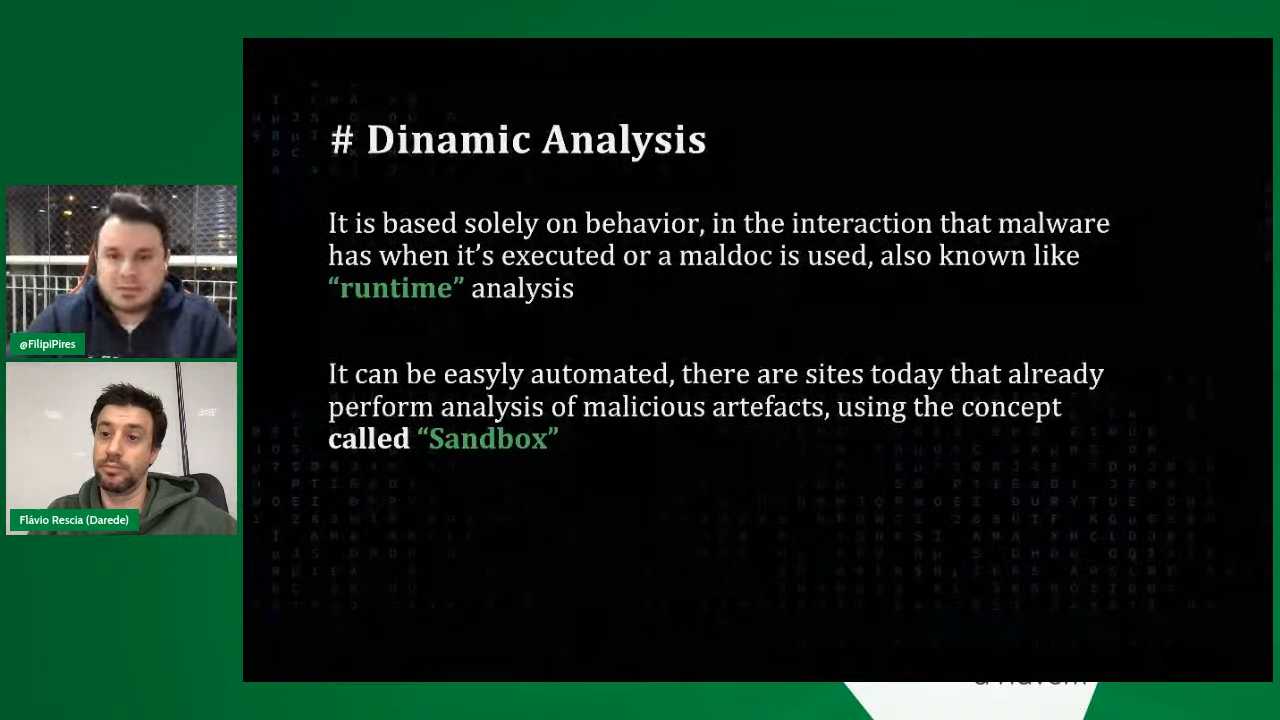 # Dinamic Analysis
It is based solely on behavior, in the interaction that malware
has when it’s executed or a maldoc is used, also known like
“runtime” analysis
It can be easyly automated, there are sites today that already
perform analysis of malicious artefacts, using the concept
called “Sandbox”
@FilipiPires
Flávio Rescia (Darede)